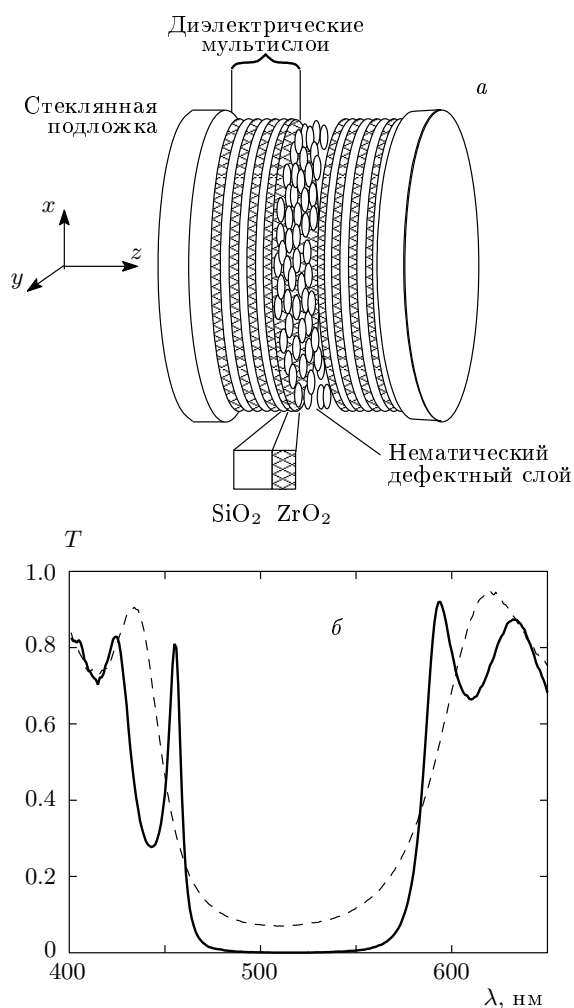 Диэлектрические
мультислои
а
Стеклянная
подложка
x
z
y
Нематический
дефектный слой
SiO₂ ZrO₂
T
1.0
б
0.8
0.6
0.4
0.2
0
400 500 600
λ, нм